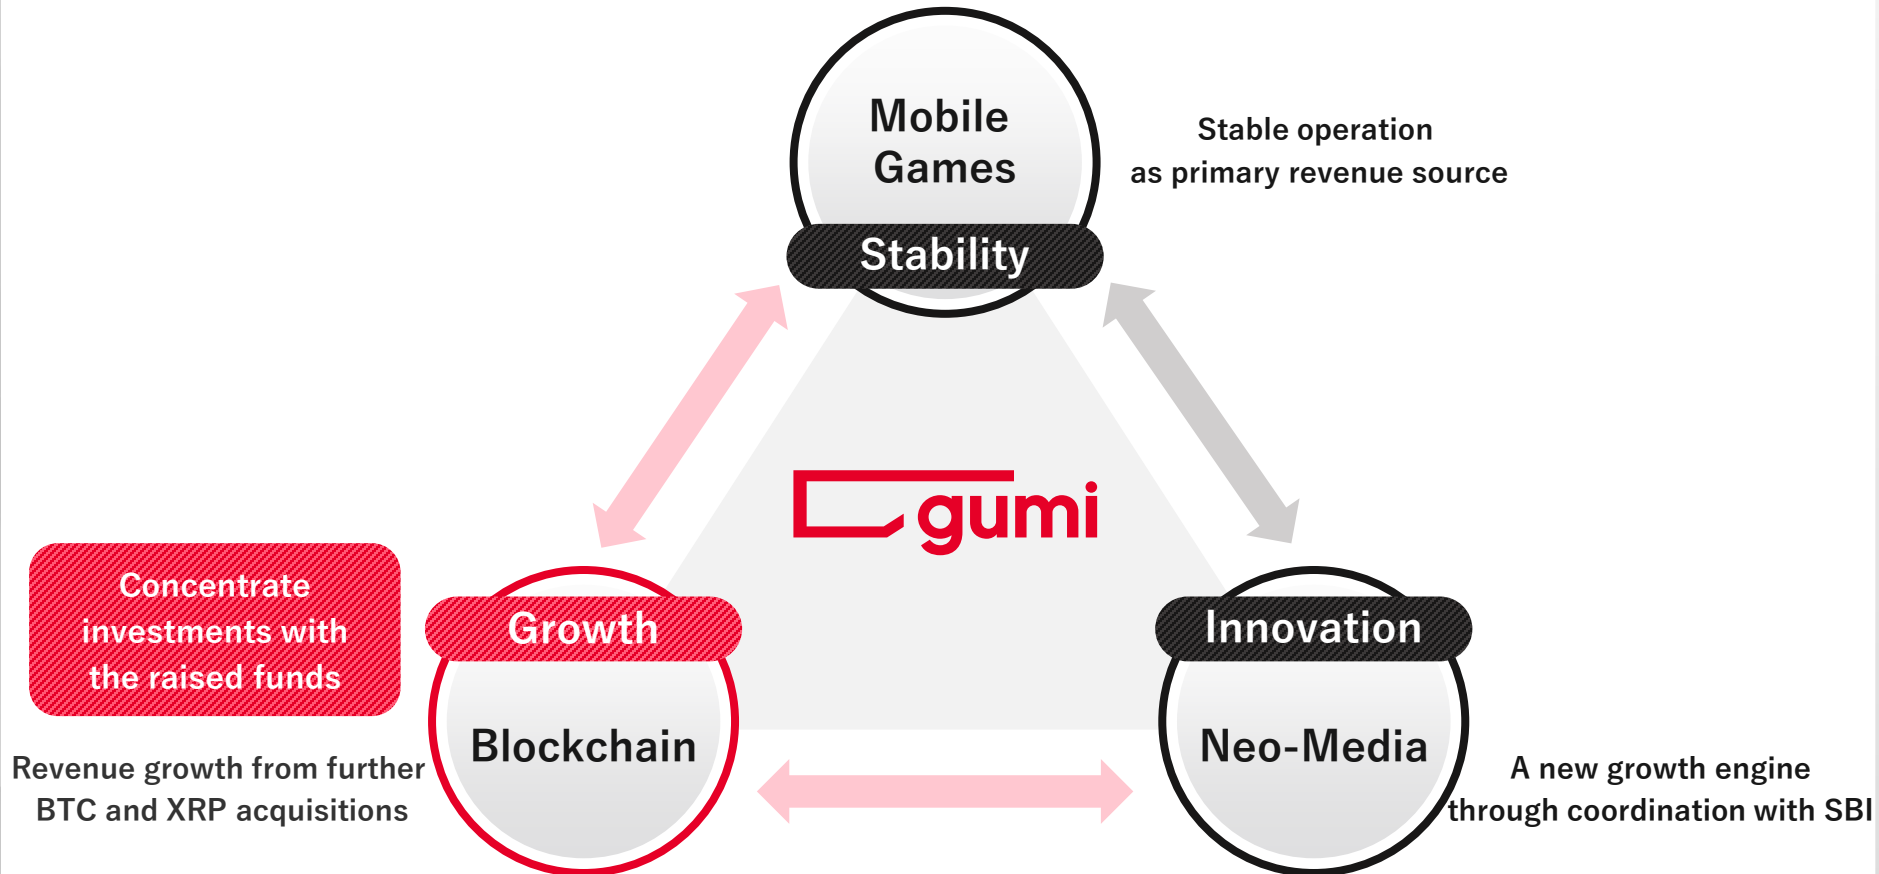 Mobile
Games
Stability
Stable operation
as primary revenue source
gumi
Concentrate
investments with
the raised funds
Growth
Blockchain
Revenue growth from further
BTC and XRP acquisitions
Innovation
Neo-Media
A new growth engine
through coordination with SBI